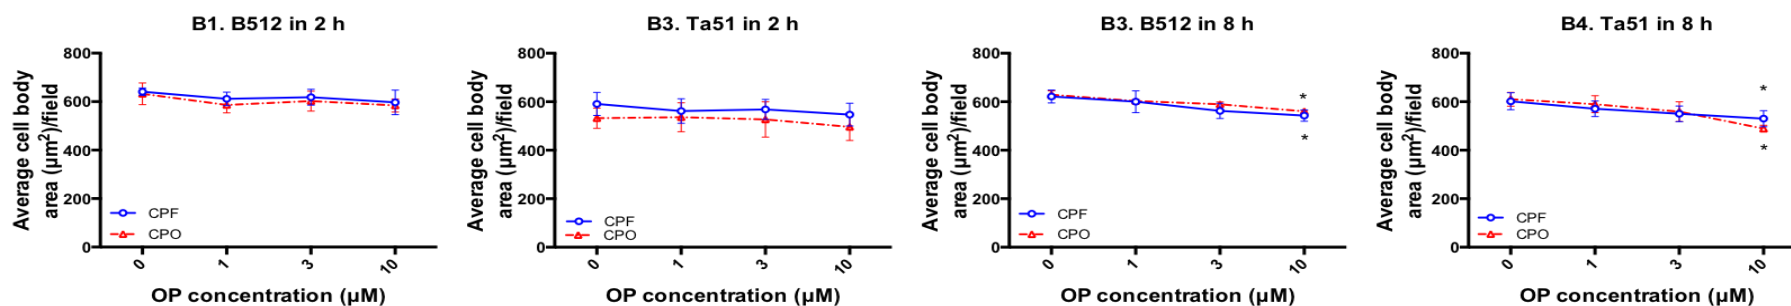 B1. B512 in 2 h
Average cell body
area (µm²)/field
800
600
400
200
0
CPF
CPO
0
1
3
10
OP concentration (µM)
B3. Ta51 in 2 h
Average cell body
area (µm²)/field
800
600
400
200
0
CPF
CPO
0
1
3
10
OP concentration (µM)
B3. B512 in 8 h
Average cell body
area (µm²)/field
800
600
400
200
0
*
*
CPF
CPO
0
1
3
10
OP concentration (µM)
B4. Ta51 in 8 h
Average cell body
area (µm²)/field
800
600
400
200
0
*
*
CPF
CPO
0
1
3
10
OP concentration (µM)